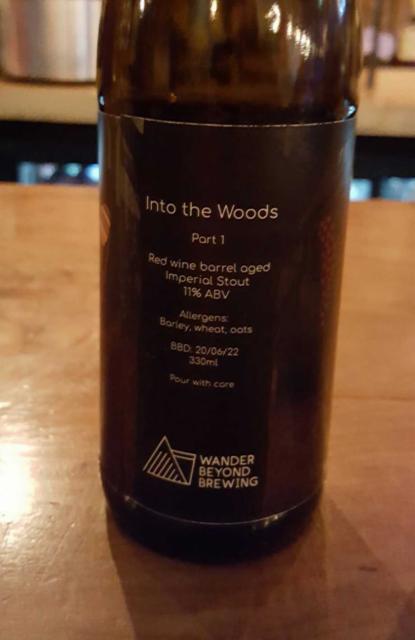 Into the Woods
Part 1
Red wine barrel aged
Imperial Stout
11% ABV
Allergens:
Barley, wheat, oats
BBD: 20/06/22
330ml
Pour with care
WANDER
BEYOND
BREWING